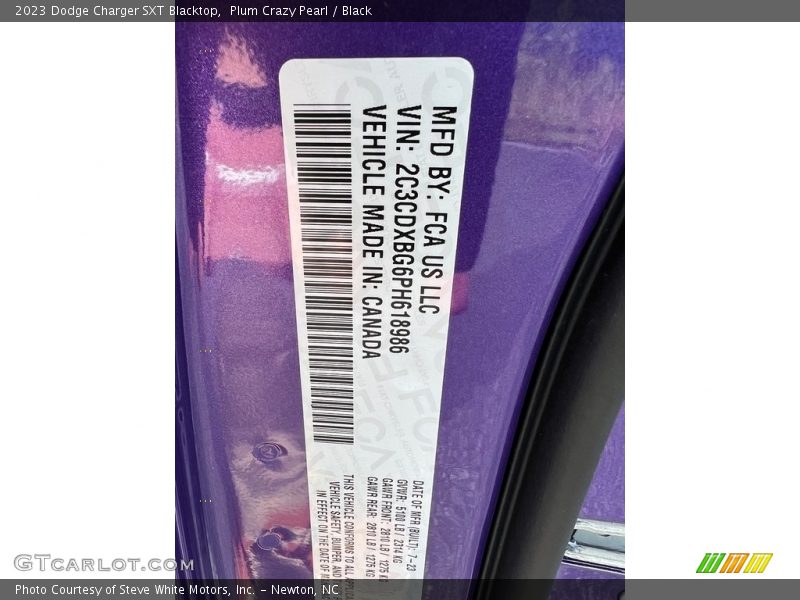 2023 Dodge Charger SXT Blacktop,  Plum Crazy Pearl / Black
MFD BY: FCA US LLC
VIN: 2C3CDXBG6PH618986
VEHICLE MADE IN: CANADA
DATE OF MFR (BUILT): 7-23
GVWR: 5100 LB / 2314 KG
GAWR FRONT: 2810 LB / 1275 KG
GAWR REAR: 2810 LB / 1275 KG
THIS VEHICLE CONFORMS TO ALL
VEHICLE SAFETY, BUMPER, AND
IN EFFECT ON THE DATE OF
GTCARLOT.COM
Photo Courtesy of Steve White Motors, Inc. – Newton, NC